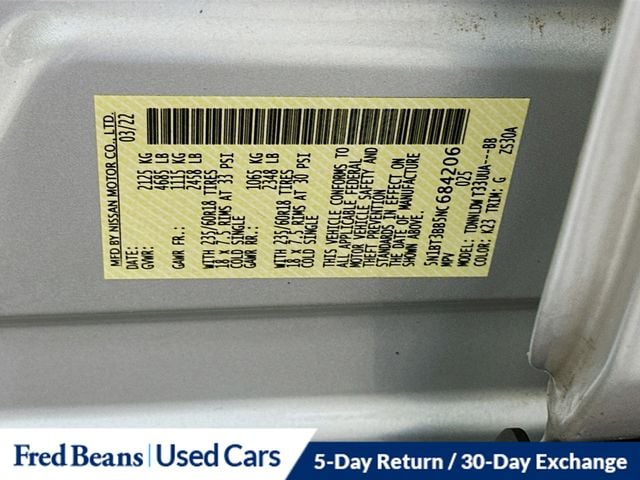 MFD BY NISSAN MOTOR CO., LTD.
DATE: 03/22
GVWR: 2125 KG
4685 LB
GAWR FR.: 1115 KG
2458 LB
WITH 235/60R18 TIRES
18 x 7.5 RIMS AT 33 PSI
COLD SINGLE
GAWR RR.: 1065 KG
2348 LB
WITH 235/60R18 TIRES
18 x 7.5 RIMS AT 30 PSI
COLD SINGLE
THIS VEHICLE CONFORMS TO
ALL APPLICABLE FEDERAL
MOTOR VEHICLE SAFETY AND
THEFT PREVENTION
STANDARDS IN EFFECT ON
THE DATE OF MANUFACTURE
SHOWN ABOVE.
5N1BT3BB5NC684206
MPV 025
MODEL: TDNNLDW T33UUA---BB
COLOR: K23 TRIM: G ZS30A
Fred Beans | Used Cars 5-Day Return / 30-Day Exchange